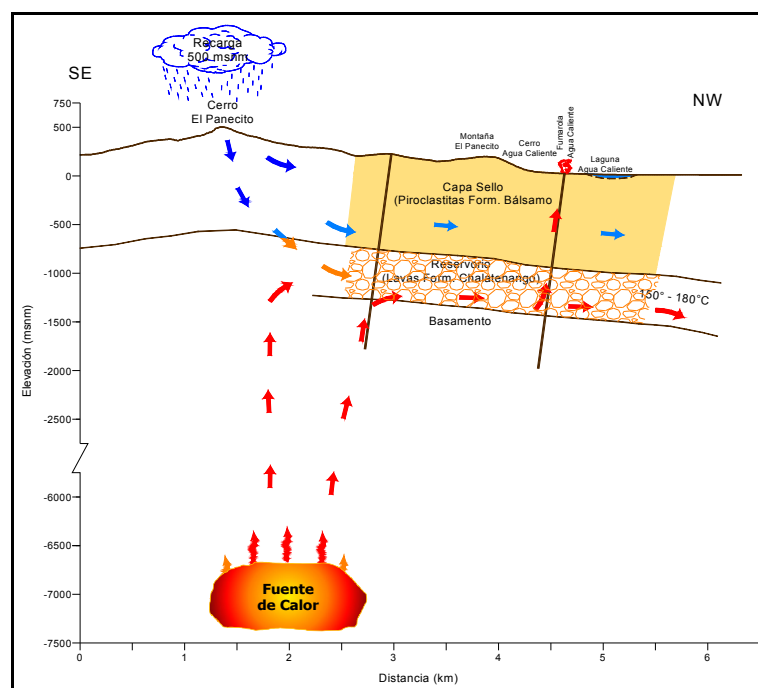 Recarga
500 msnm
SE
NW
Cerro
El Panecito
Montaña
El Panecito
Cerro
Agua Caliente
Fumarola
Agua Caliente
Laguna
Agua Caliente
Capa Sello
(Piroclastitas Form. Bálsamo
Reservorio
(Lavas Form. Chalatenango)
150° - 180°C
Basamento
Fuente
de Calor
Elevación (msnm)
750
500
0
-500
-1000
-1500
-2000
-2500
-6000
-6500
-7000
-7500
0
1
2
3
4
5
6
Distancia (km)